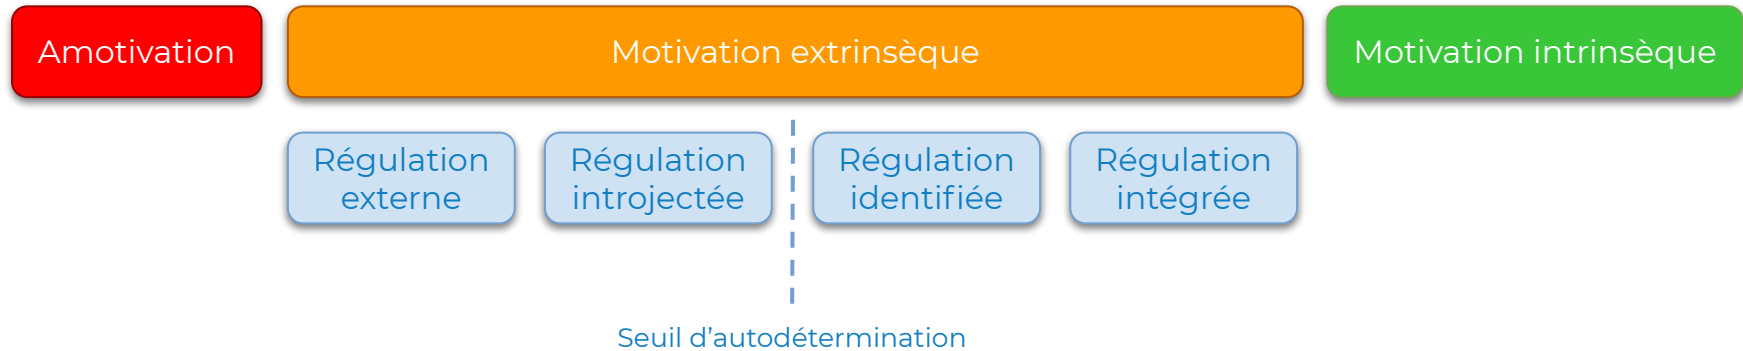 Amotivation
Motivation extrinsèque
Motivation intrinsèque
Régulation
externe
Régulation
introjectée
Régulation
identifiée
Régulation
intégrée
Seuil d’autodétermination